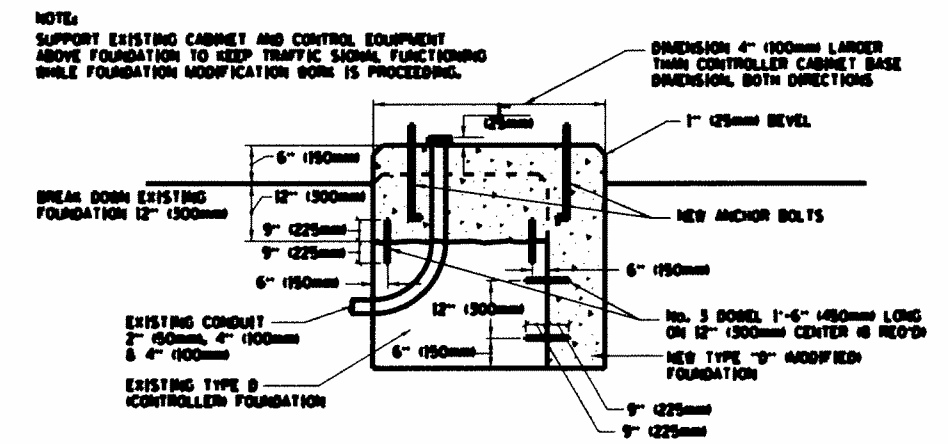 NOTE:
SUPPORT EXISTING CABINET AND CONTROL EQUIPMENT
ABOVE FOUNDATION TO KEEP TRAFFIC SIGNAL FUNCTIONING
WHILE FOUNDATION MODIFICATION WORK IS PROCEEDING.
DIMENSION 4" (100mm) LARGER
THAN CONTROLLER CABINET BASE
DIMENSION, BOTH DIRECTIONS
1"
(25mm)
1" (25mm) BEVEL
6" (150mm)
BREAK DOWN EXISTING
FOUNDATION 12" (300mm)
12" (300mm)
NEW ANCHOR BOLTS
9" (225mm)
9" (225mm)
6" (150mm)
6" (150mm)
12" (300mm)
No. 3 DOWEL 1'-6" (450mm) LONG
ON 12" (300mm) CENTER (8 REQ'D)
EXISTING CONDUIT
2" (50mm), 4" (100mm)
& 4" (100mm)
6" (150mm)
NEW TYPE "D" (MODIFIED)
FOUNDATION
EXISTING TYPE D
(CONTROLLER) FOUNDATION
9" (225mm)
9" (225mm)